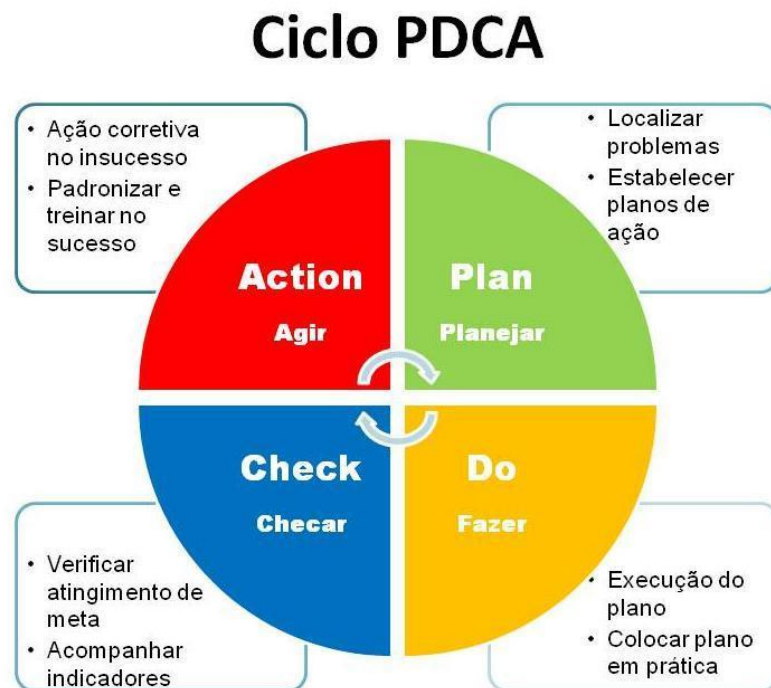 Ciclo PDCA
• Ação corretiva
no insucesso
• Padronizar e
treinar no
sucesso
• Localizar
problemas
• Estabelecer
planos de
ação
Action
Agir
Plan
Planejar
Check
Checar
Do
Fazer
• Verificar
atingimento de
meta
• Acompanhar
indicadores
• Execução do
plano
• Colocar plano
em prática